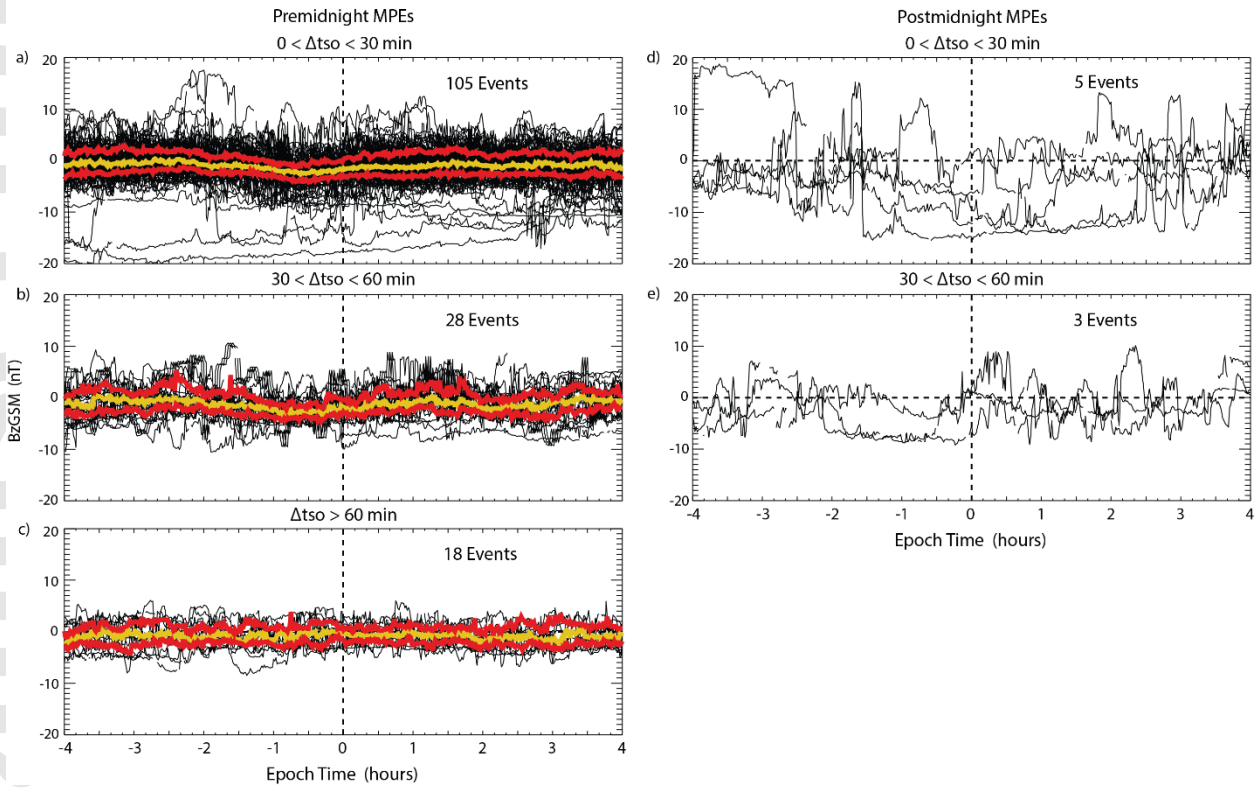 Premidnight MPEs
0 < Δtso < 30 min
a)
105 Events
20
10
0
-10
-20
30 < Δtso < 60 min
b)
28 Events
20
10
0
-10
-20
BzGSM (nT)
Δtso > 60 min
c)
18 Events
20
10
0
-10
-20
-4 -3 -2 -1 0 1 2 3 4
Epoch Time (hours)
Postmidnight MPEs
0 < Δtso < 30 min
d)
5 Events
20
10
0
-10
-20
30 < Δtso < 60 min
e)
3 Events
20
10
0
-10
-20
-4 -3 -2 -1 0 1 2 3 4
Epoch Time (hours)